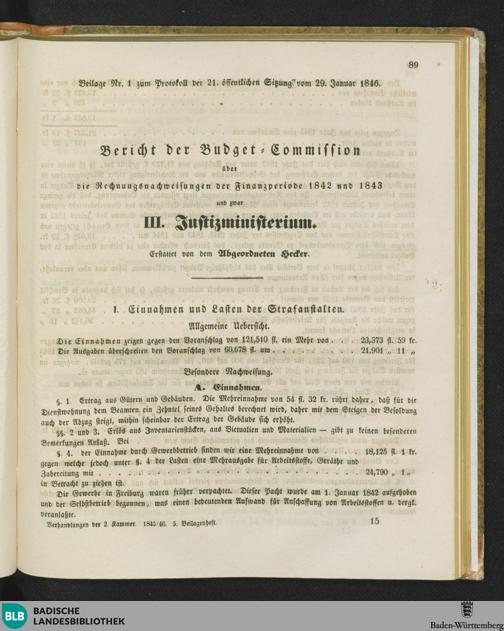 89
Beilage Nr. 1 zum Protokoll der 21. öffentlichen Sitzung vom 29. Januar 1846.
Bericht der Budget-Commission
über
die Rechnungsnachweisungen der Finanzperiode 1842 und 1843
und zwar
III. Justizministerium.
Erstattet von dem Abgeordneten Hecker.
I. Einnahmen und Lasten der Strafanstalten.
Allgemeine Uebersicht.
Die Einnahmen zeigen gegen den Voranschlag von 121,510 fl. ein Mehr von . . . 23,373 fl. 59 kr.
Die Ausgaben überschreiten den Voranschlag von 60,678 fl. um . . . 21,901 „ 11 „
Besondere Nachweisung.
A. Einnahmen.
§. 1. Ertrag aus Gütern und Gebäuden. Die Mehreinnahme von 54 fl. 32 kr. rührt daher, daß für die
Dienstwohnung dem Beamten ein Zehntel seines Gehaltes berechnet wird, daher mit dem Steigen der Besoldung
auch der Abzug steigt, mithin scheinbar der Ertrag der Gebäude sich erhöht.
§§. 2 und 3. Erlös aus Inventarienstücken, aus Victualien und Materialien — gibt zu keinen besonderen
Bemerkungen Anlaß. Bei
§. 4. der Einnahme durch Gewerbbetrieb finden wir eine Mehreinnahme von . . . 18,125 fl. 1 kr.
gegen welche jedoch unter §. 4 der Lasten eine Mehrausgabe für Arbeitsstoffe, Geräthe und
Zubereitung mit . . . 24,790 „ 1 „
in Betracht zu ziehen ist.
Die Gewerbe in Freiburg waren früher verpachtet. Dieser Pacht wurde am 1. Januar 1842 aufgehoben
und der Selbstbetrieb begonnen, was einen bedeutenden Aufwand für Anschaffung von Arbeitsstoffen u. dergl.
veranlaßte.
Verhandlungen der 2. Kammer. 1845/46. 5. Beilagenheft. 15
BLB BADISCHE
LANDESBIBLIOTHEK
Baden-Württemberg